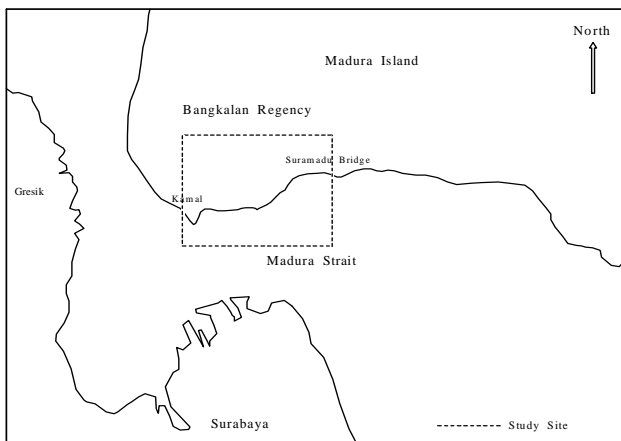 North
Madura Island
Bangkalan Regency
Suramadu Bridge
Gresik
Kamal
Madura Strait
Surabaya
Study Site